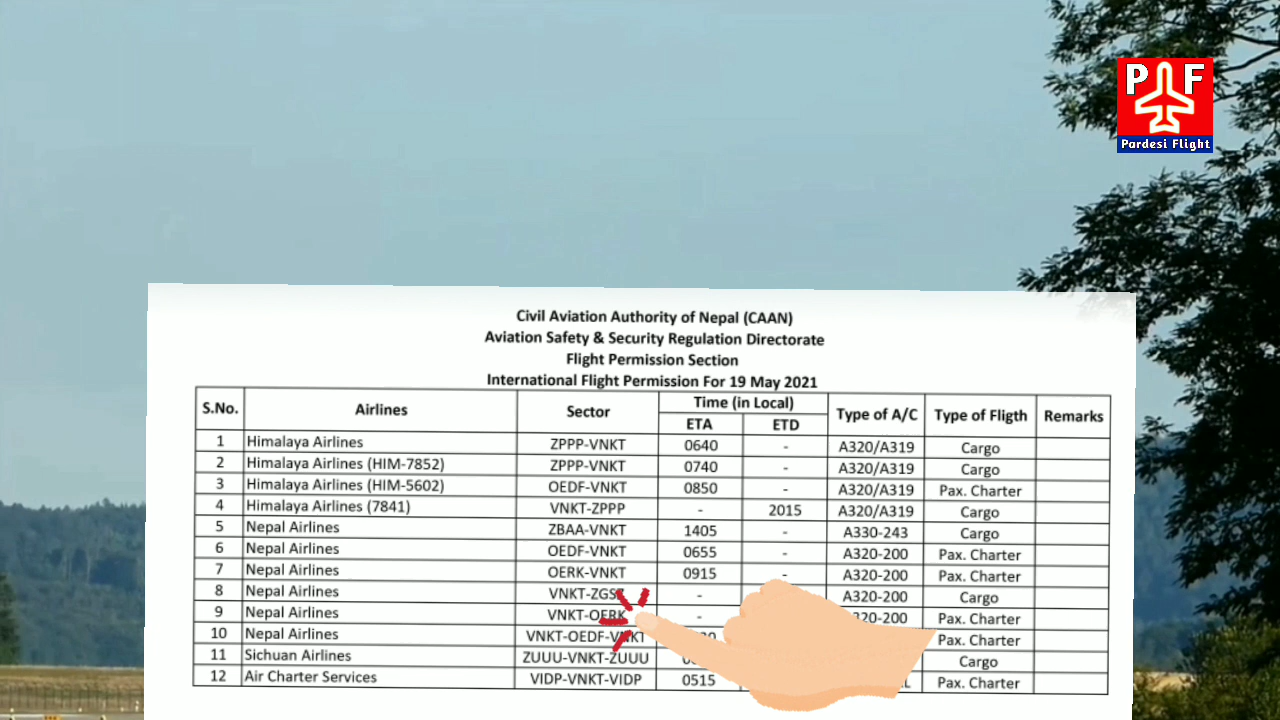 P F
Pardesi Flight
Civil Aviation Authority of Nepal (CAAN)
Aviation Safety & Security Regulation Directorate
Flight Permission Section
International Flight Permission For 19 May 2021
S.No. Airlines Sector Time (in Local) Type of A/C Type of Fligth Remarks
ETA ETD
1 Himalaya Airlines ZPPP-VNKT 0640 - A320/A319 Cargo
2 Himalaya Airlines (HIM-7852) ZPPP-VNKT 0740 - A320/A319 Cargo
3 Himalaya Airlines (HIM-5602) OEDF-VNKT 0850 - A320/A319 Pax. Charter
4 Himalaya Airlines (7841) VNKT-ZPPP - 2015 A320/A319 Cargo
5 Nepal Airlines ZBAA-VNKT 1405 - A330-243 Cargo
6 Nepal Airlines OEDF-VNKT 0655 - A320-200 Pax. Charter
7 Nepal Airlines OERK-VNKT 0915 - A320-200 Pax. Charter
8 Nepal Airlines - A320-200 Cargo
9 Nepal Airlines VNKT-OERK - Pax. Charter
10 Nepal Airlines VNKT-OEDF-VNKT Pax. Charter
11 Sichuan Airlines ZUUU-VNKT-ZUUU Cargo
12 Air Charter Services VIDP-VNKT-VIDP 0515 Pax. Charter